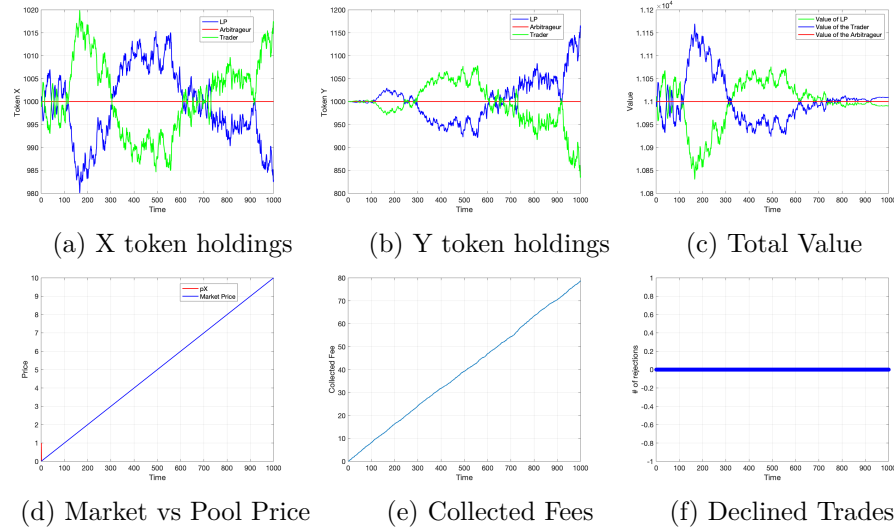 1020
1015
1010
1005
1000
995
990
985
980
Token X
0 100 200 300 400 500 600 700 800 900 1000
Time
LP
Arbitrageur
Trader
(a) X token holdings
1200
1150
1100
1050
1000
950
900
850
800
Token Y
0 100 200 300 400 500 600 700 800 900 1000
Time
LP
Arbitrageur
Trader
(b) Y token holdings
×10⁴
1.12
1.115
1.11
1.105
1.1
1.095
1.09
1.085
1.08
Value
0 100 200 300 400 500 600 700 800 900 1000
Time
Value of LP
Value of the Trader
Value of the Arbitrageur
(c) Total Value
10
9
8
7
6
5
4
3
2
1
0
Price
0 100 200 300 400 500 600 700 800 900 1000
Time
pX
Market Price
(d) Market vs Pool Price
80
70
60
50
40
30
20
10
0
Collected Fee
0 100 200 300 400 500 600 700 800 900 1000
Time
(e) Collected Fees
1
0.8
0.6
0.4
0.2
0
-0.2
-0.4
-0.6
-0.8
-1
# of rejections
0 100 200 300 400 500 600 700 800 900 1000
Time
(f) Declined Trades